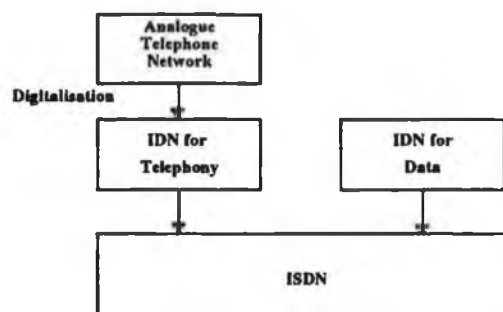 Analogue
Telephone
Network
Digitalisation
IDN for
Telephony
IDN for
Data
ISDN